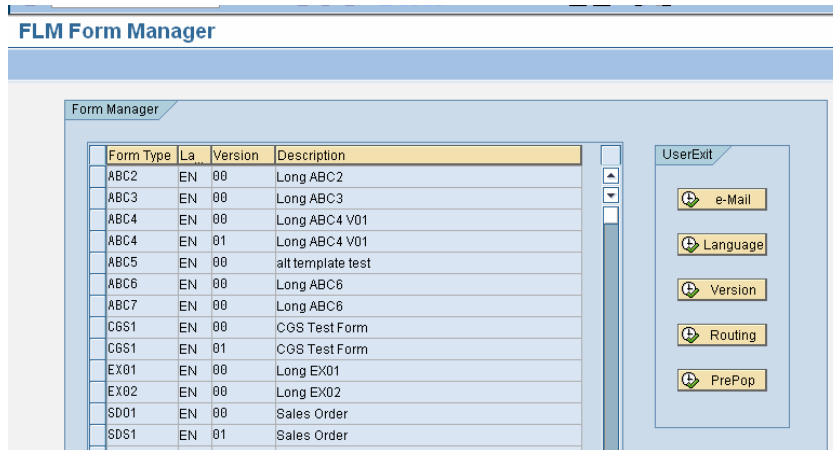 FLM Form Manager
Form Manager
Form Type La... Version Description
ABC2 EN 00 Long ABC2
ABC3 EN 00 Long ABC3
ABC4 EN 00 Long ABC4 V01
ABC4 EN 01 Long ABC4 V01
ABC5 EN 00 alt template test
ABC6 EN 00 Long ABC6
ABC7 EN 00 Long ABC6
CGS1 EN 00 CGS Test Form
CGS1 EN 01 CGS Test Form
EX01 EN 00 Long EX01
EX02 EN 00 Long EX02
SD01 EN 00 Sales Order
SDS1 EN 01 Sales Order
UserExit
e-Mail
Language
Version
Routing
PrePop